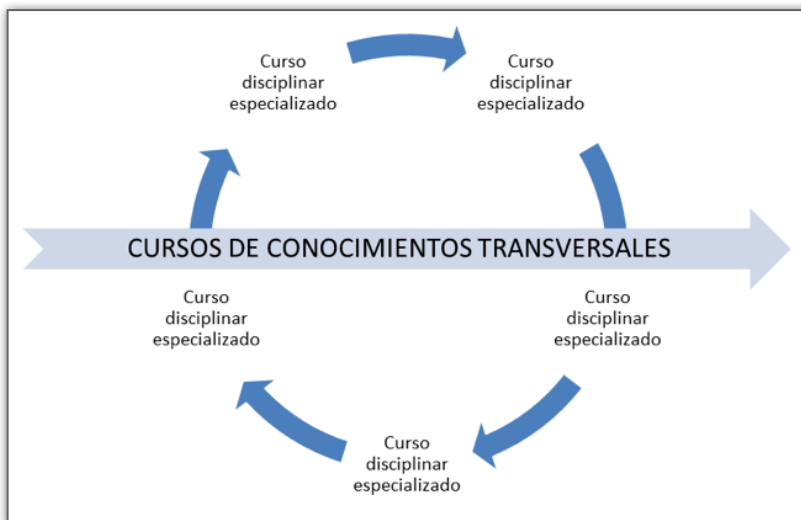 Curso
disciplinar
especializado
Curso
disciplinar
especializado
CURSOS DE CONOCIMIENTOS TRANSVERSALES
Curso
disciplinar
especializado
Curso
disciplinar
especializado
Curso
disciplinar
especializado